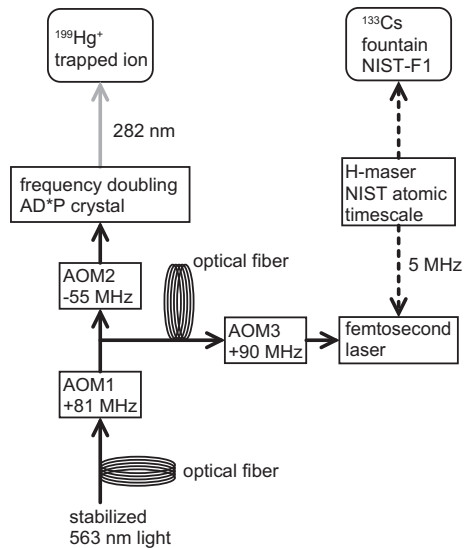 ¹⁹⁹Hg⁺
trapped ion
¹³³Cs
fountain
NIST-F1
282 nm
frequency doubling
AD*P crystal
H-maser
NIST atomic
timescale
AOM2
-55 MHz
optical fiber
5 MHz
AOM3
+90 MHz
femtosecond
laser
AOM1
+81 MHz
optical fiber
stabilized
563 nm light